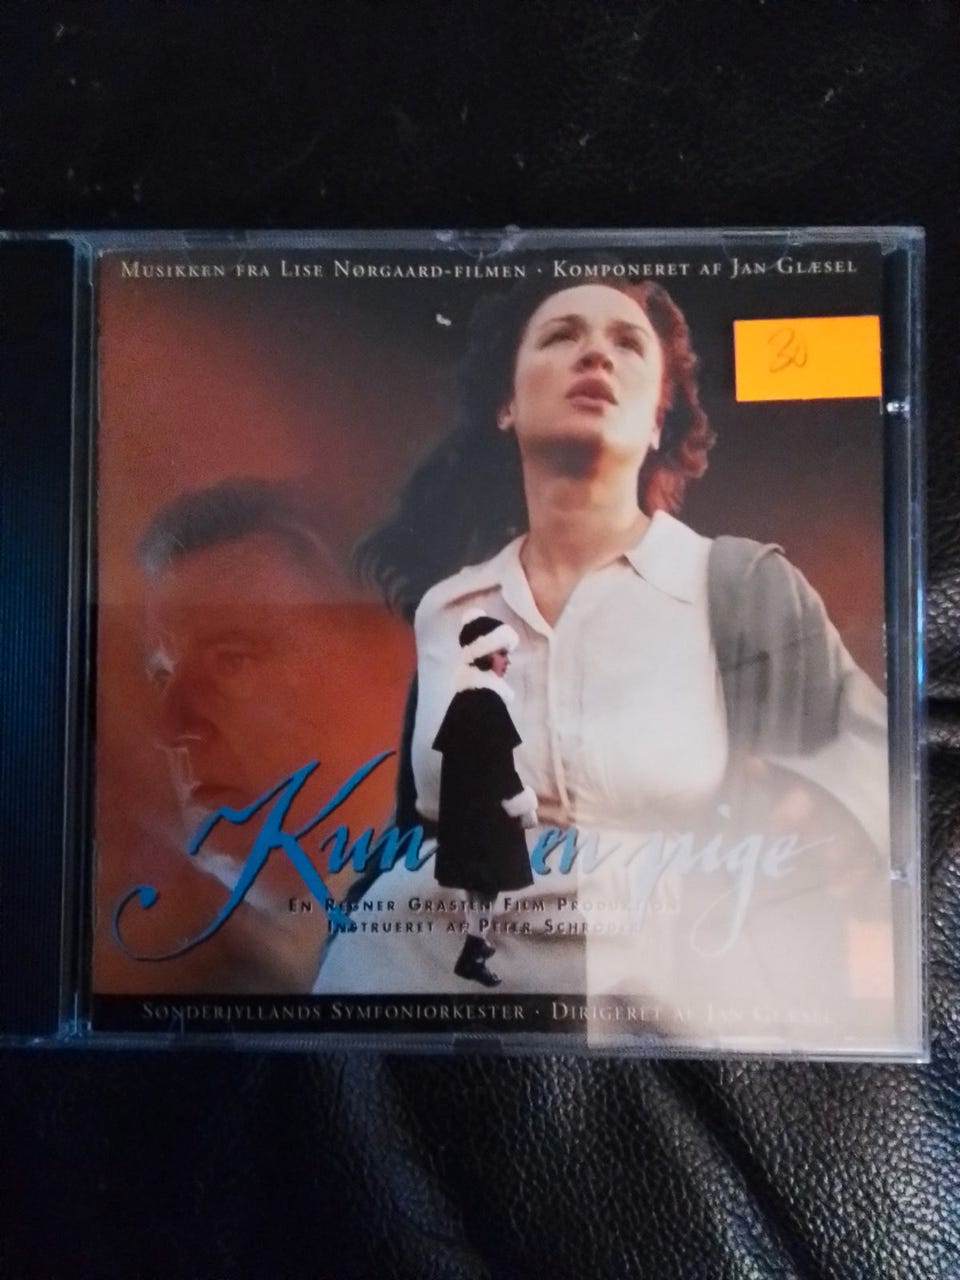 MUSIKKEN FRA LISE NØRGAARD-FILMEN · KOMPONERET AF JAN GLÆSEL
30
Kun en pige
EN REGNER GRASTEN FILM PRODUKTION
INSTRUERET AF PETER SCHRØDER
SØNDERJYLLANDS SYMFONIORKESTER · DIRIGERET AF JAN GLÆSEL